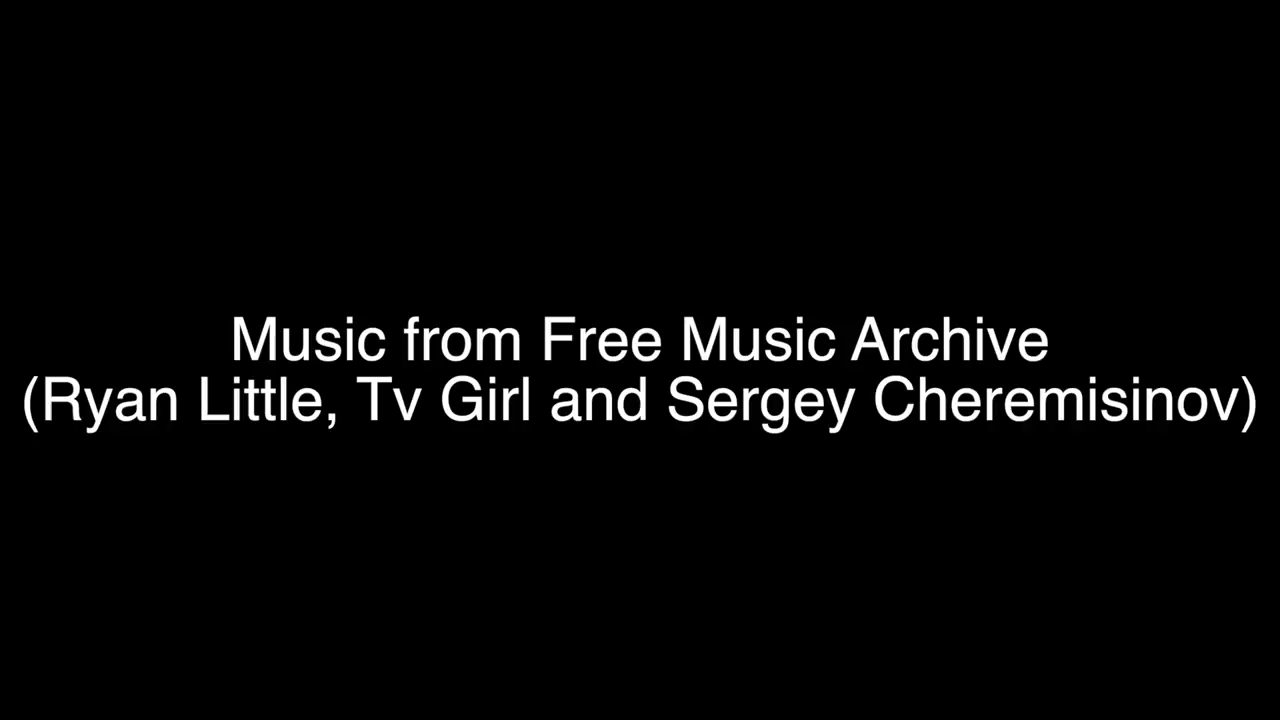 Music from Free Music Archive
(Ryan Little, Tv Girl and Sergey Cheremisinov)